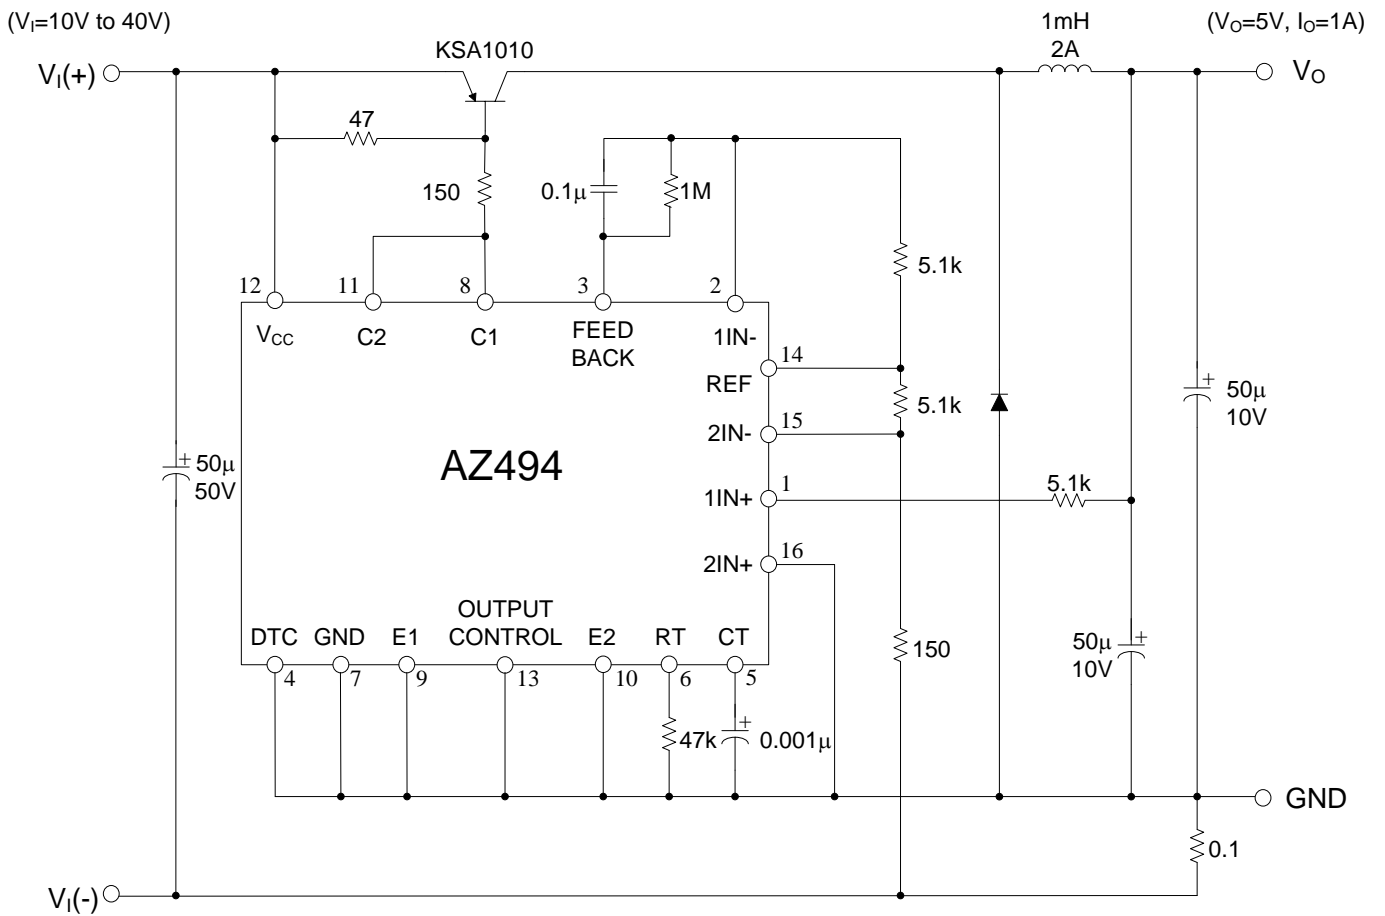 (VI=10V to 40V)
1mH
2A
(VO=5V, IO=1A)
KSA1010
VI(+)
VO
47
150
0.1μ
1M
5.1k
12
11
8
3
2
VCC
C2
C1
FEED
BACK
1IN-
14
REF
5.1k
15
2IN-
50μ
10V
AZ494
50μ
50V
1
1IN+
5.1k
16
2IN+
OUTPUT
CONTROL
DTC
GND
E1
E2
RT
CT
150
50μ
10V
4
7
9
13
10
6
5
47k
0.001μ
GND
0.1
VI(-)
+
+
+
+